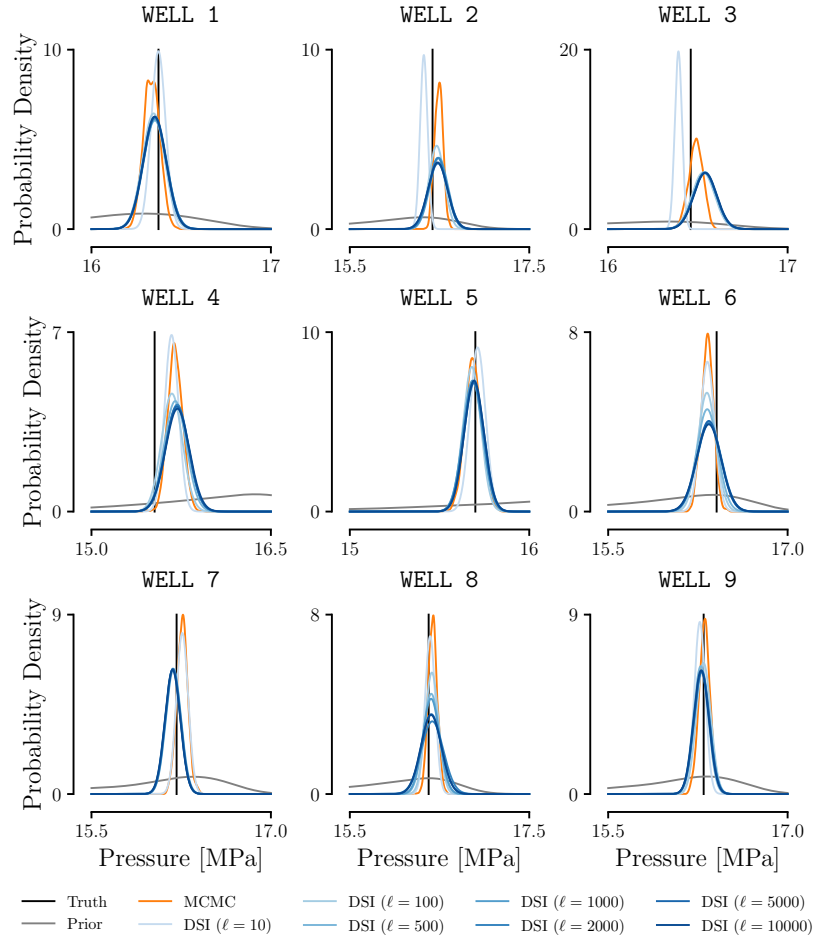 WELL 1 WELL 2 WELL 3
Probability Density
10 10 20
0 0 0
16 17 15.5 17.5 16 17
WELL 4 WELL 5 WELL 6
Probability Density
7 10 8
0 0 0
15.0 16.5 15 16 15.5 17.0
WELL 7 WELL 8 WELL 9
Probability Density
9 8 9
0 0 0
15.5 17.0 15.5 17.5 15.5 17.0
Pressure [MPa] Pressure [MPa] Pressure [MPa]
Truth MCMC DSI (ℓ = 100) DSI (ℓ = 1000) DSI (ℓ = 5000)
Prior DSI (ℓ = 10) DSI (ℓ = 500) DSI (ℓ = 2000) DSI (ℓ = 10000)